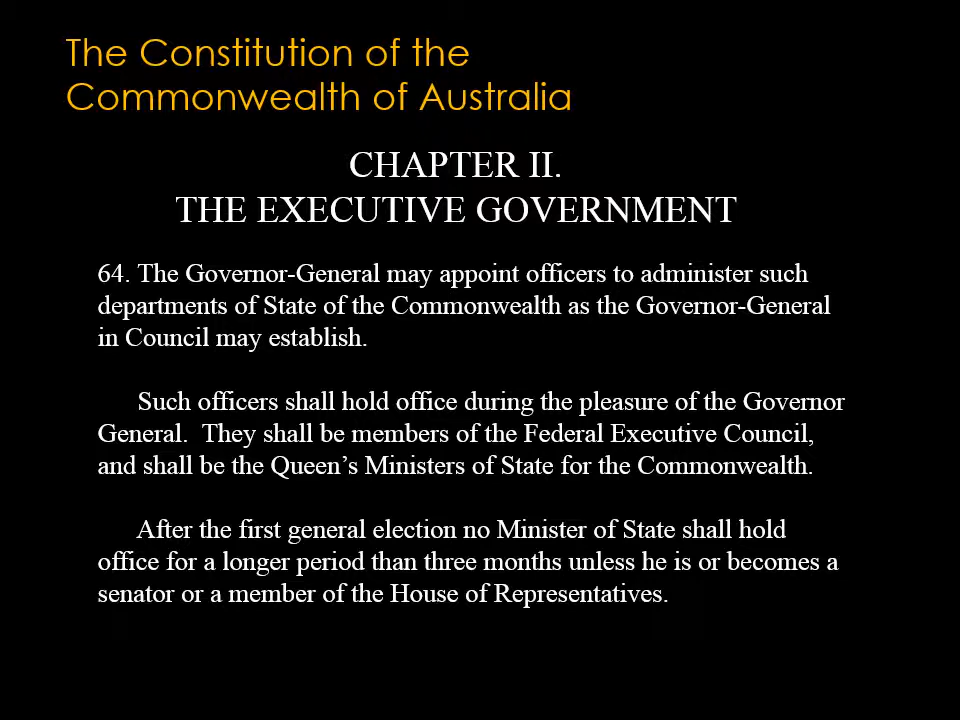 The Constitution of the
Commonwealth of Australia
CHAPTER II.
THE EXECUTIVE GOVERNMENT
64. The Governor-General may appoint officers to administer such
departments of State of the Commonwealth as the Governor-General
in Council may establish.
Such officers shall hold office during the pleasure of the Governor
General.  They shall be members of the Federal Executive Council,
and shall be the Queen’s Ministers of State for the Commonwealth.
After the first general election no Minister of State shall hold
office for a longer period than three months unless he is or becomes a
senator or a member of the House of Representatives.